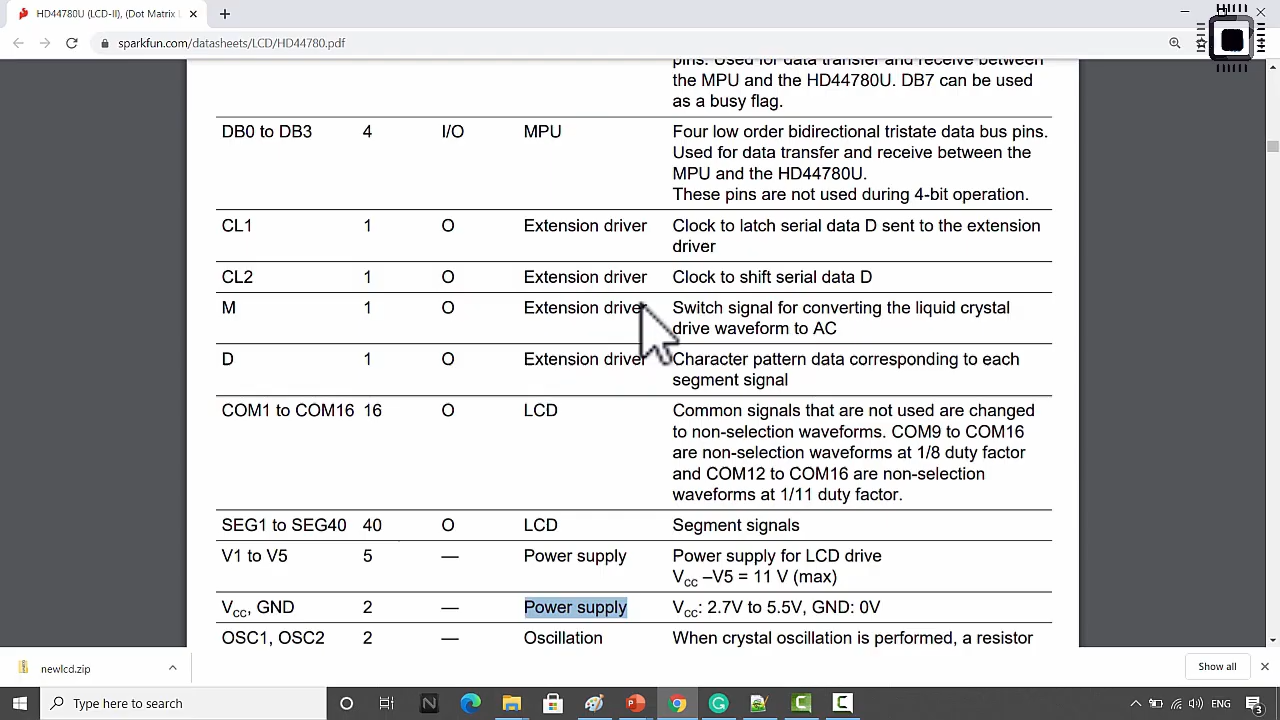 HD44780U (LCD-II), (Dot Matrix L
sparkfun.com/datasheets/LCD/HD44780.pdf
pins. Used for data transfer and receive between
the MPU and the HD44780U. DB7 can be used
as a busy flag.
DB0 to DB3 4 I/O MPU Four low order bidirectional tristate data bus pins.
Used for data transfer and receive between the
MPU and the HD44780U.
These pins are not used during 4-bit operation.
CL1 1 O Extension driver Clock to latch serial data D sent to the extension
driver
CL2 1 O Extension driver Clock to shift serial data D
M 1 O Extension driver Switch signal for converting the liquid crystal
drive waveform to AC
D 1 O Extension driver Character pattern data corresponding to each
segment signal
COM1 to COM16 16 O LCD Common signals that are not used are changed
to non-selection waveforms. COM9 to COM16
are non-selection waveforms at 1/8 duty factor
and COM12 to COM16 are non-selection
waveforms at 1/11 duty factor.
SEG1 to SEG40 40 O LCD Segment signals
V1 to V5 5 — Power supply Power supply for LCD drive
Vcc –V5 = 11 V (max)
Vcc, GND 2 — Power supply Vcc: 2.7V to 5.5V, GND: 0V
OSC1, OSC2 2 — Oscillation When crystal oscillation is performed, a resistor
newlcd.zip
Show all
Type here to search
ENG
3